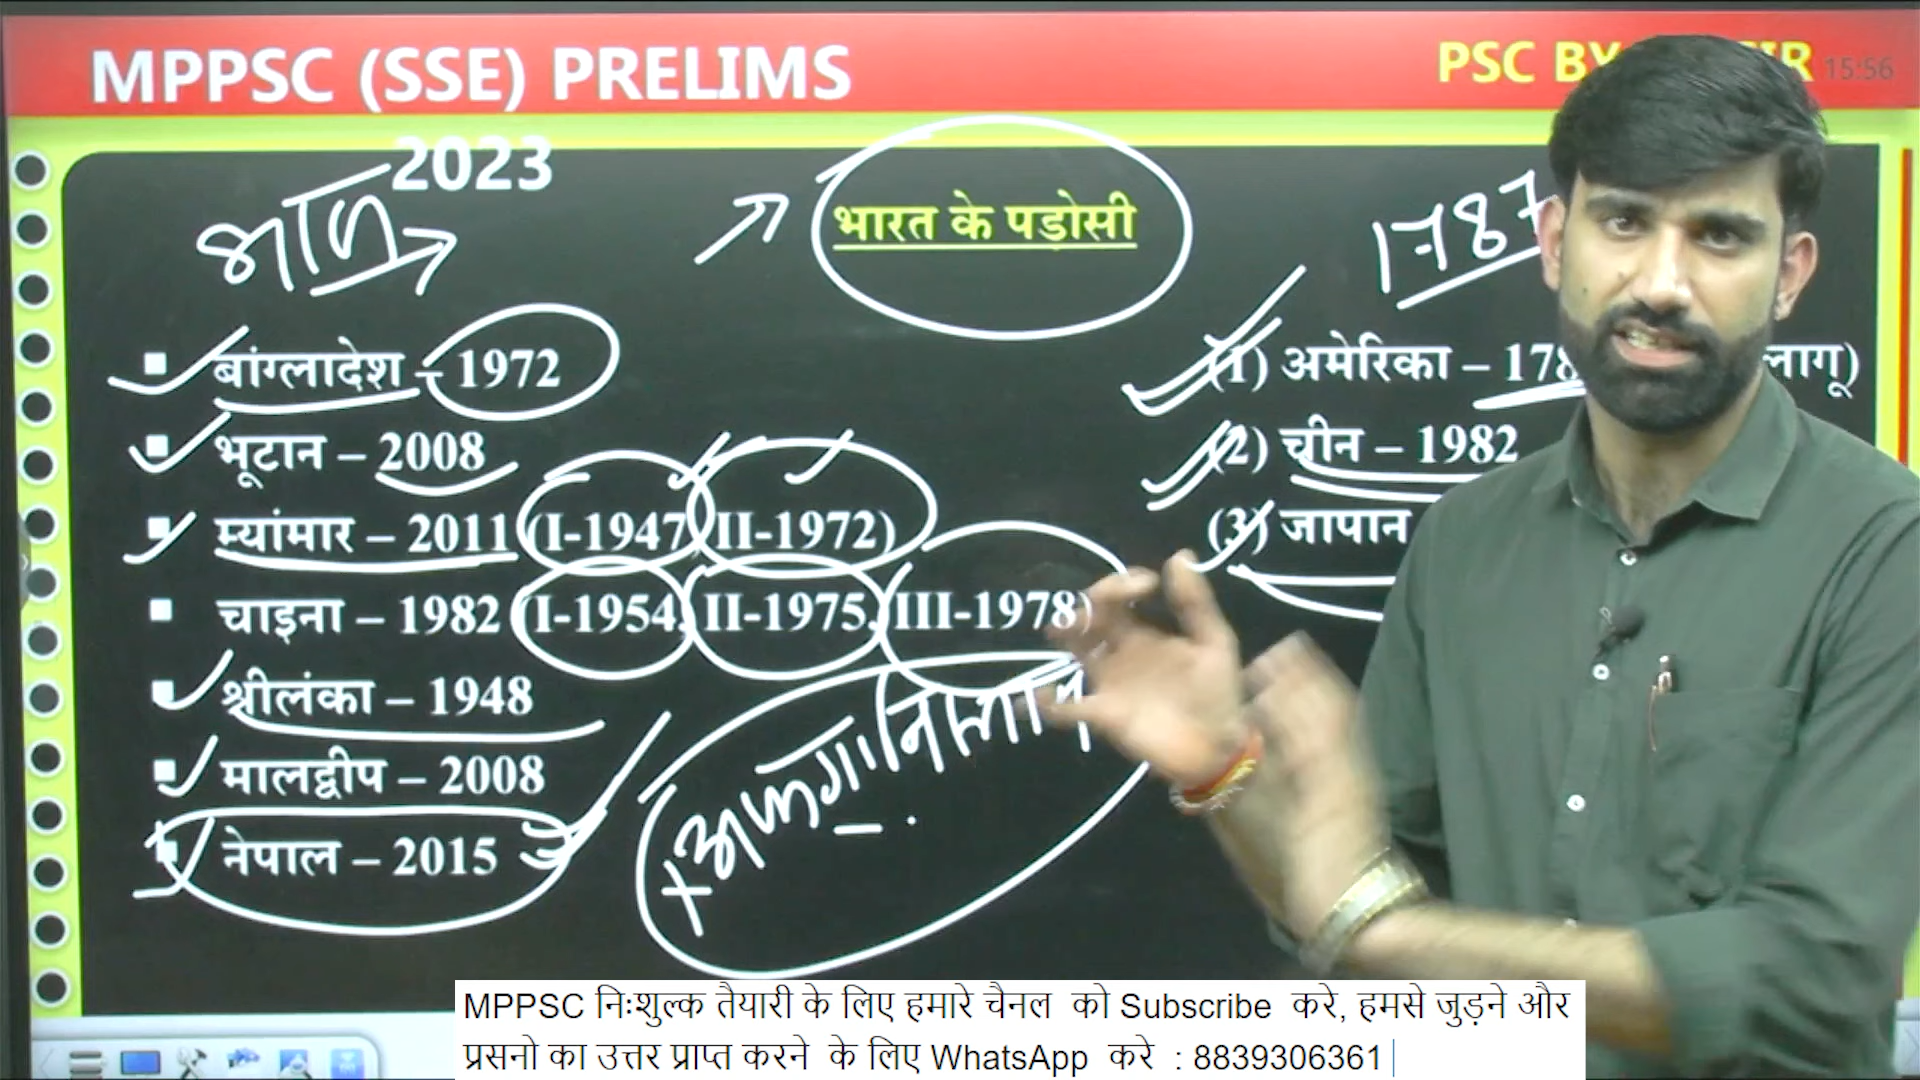 MPPSC (SSE) PRELIMS
PSC BY
15:56
2023
भारत के पड़ोसी
1787
बांग्लादेश – 1972
भूटान – 2008
म्यांमार – 2011 (I-1947, II-1972)
चाइना – 1982 (I-1954, II-1975, III-1978)
श्रीलंका – 1948
मालद्वीप – 2008
नेपाल – 2015
(1) अमेरिका – 178 लागू)
(2) चीन – 1982
(3) जापान
MPPSC निःशुल्क तैयारी के लिए हमारे चैनल को Subscribe करे, हमसे जुड़ने और
प्रसनो का उत्तर प्राप्त करने के लिए WhatsApp करे : 8839306361